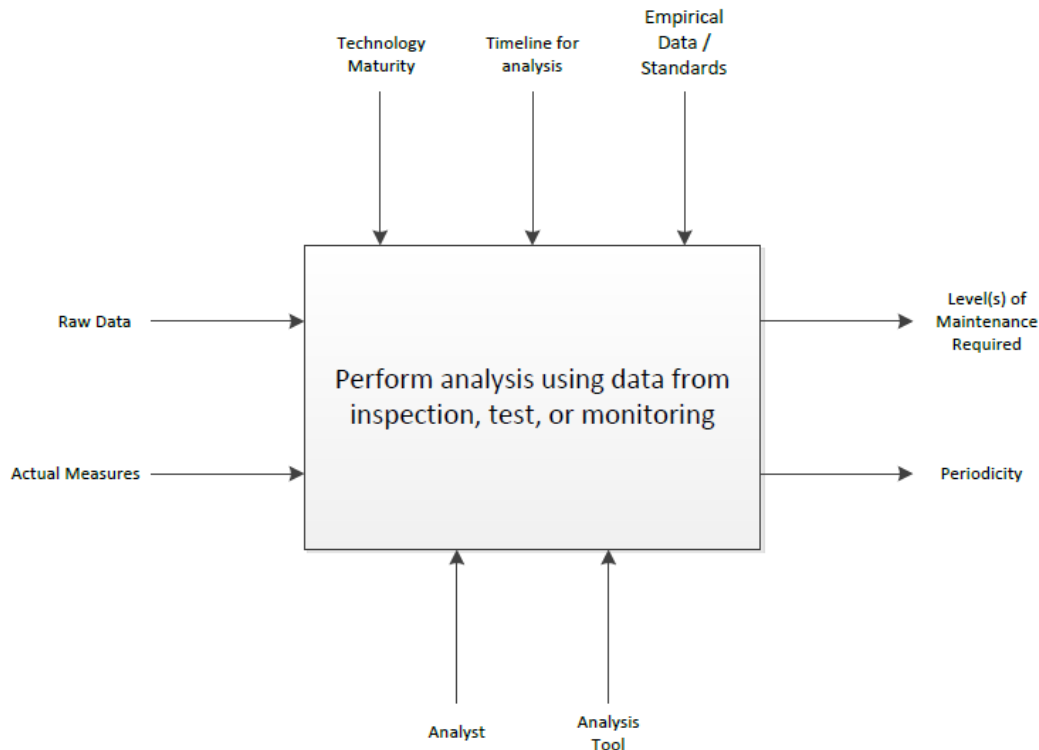 Technology
Maturity
Timeline for
analysis
Empirical
Data /
Standards
Raw Data
Actual Measures
Perform analysis using data from
inspection, test, or monitoring
Level(s) of
Maintenance
Required
Periodicity
Analyst
Analysis
Tool